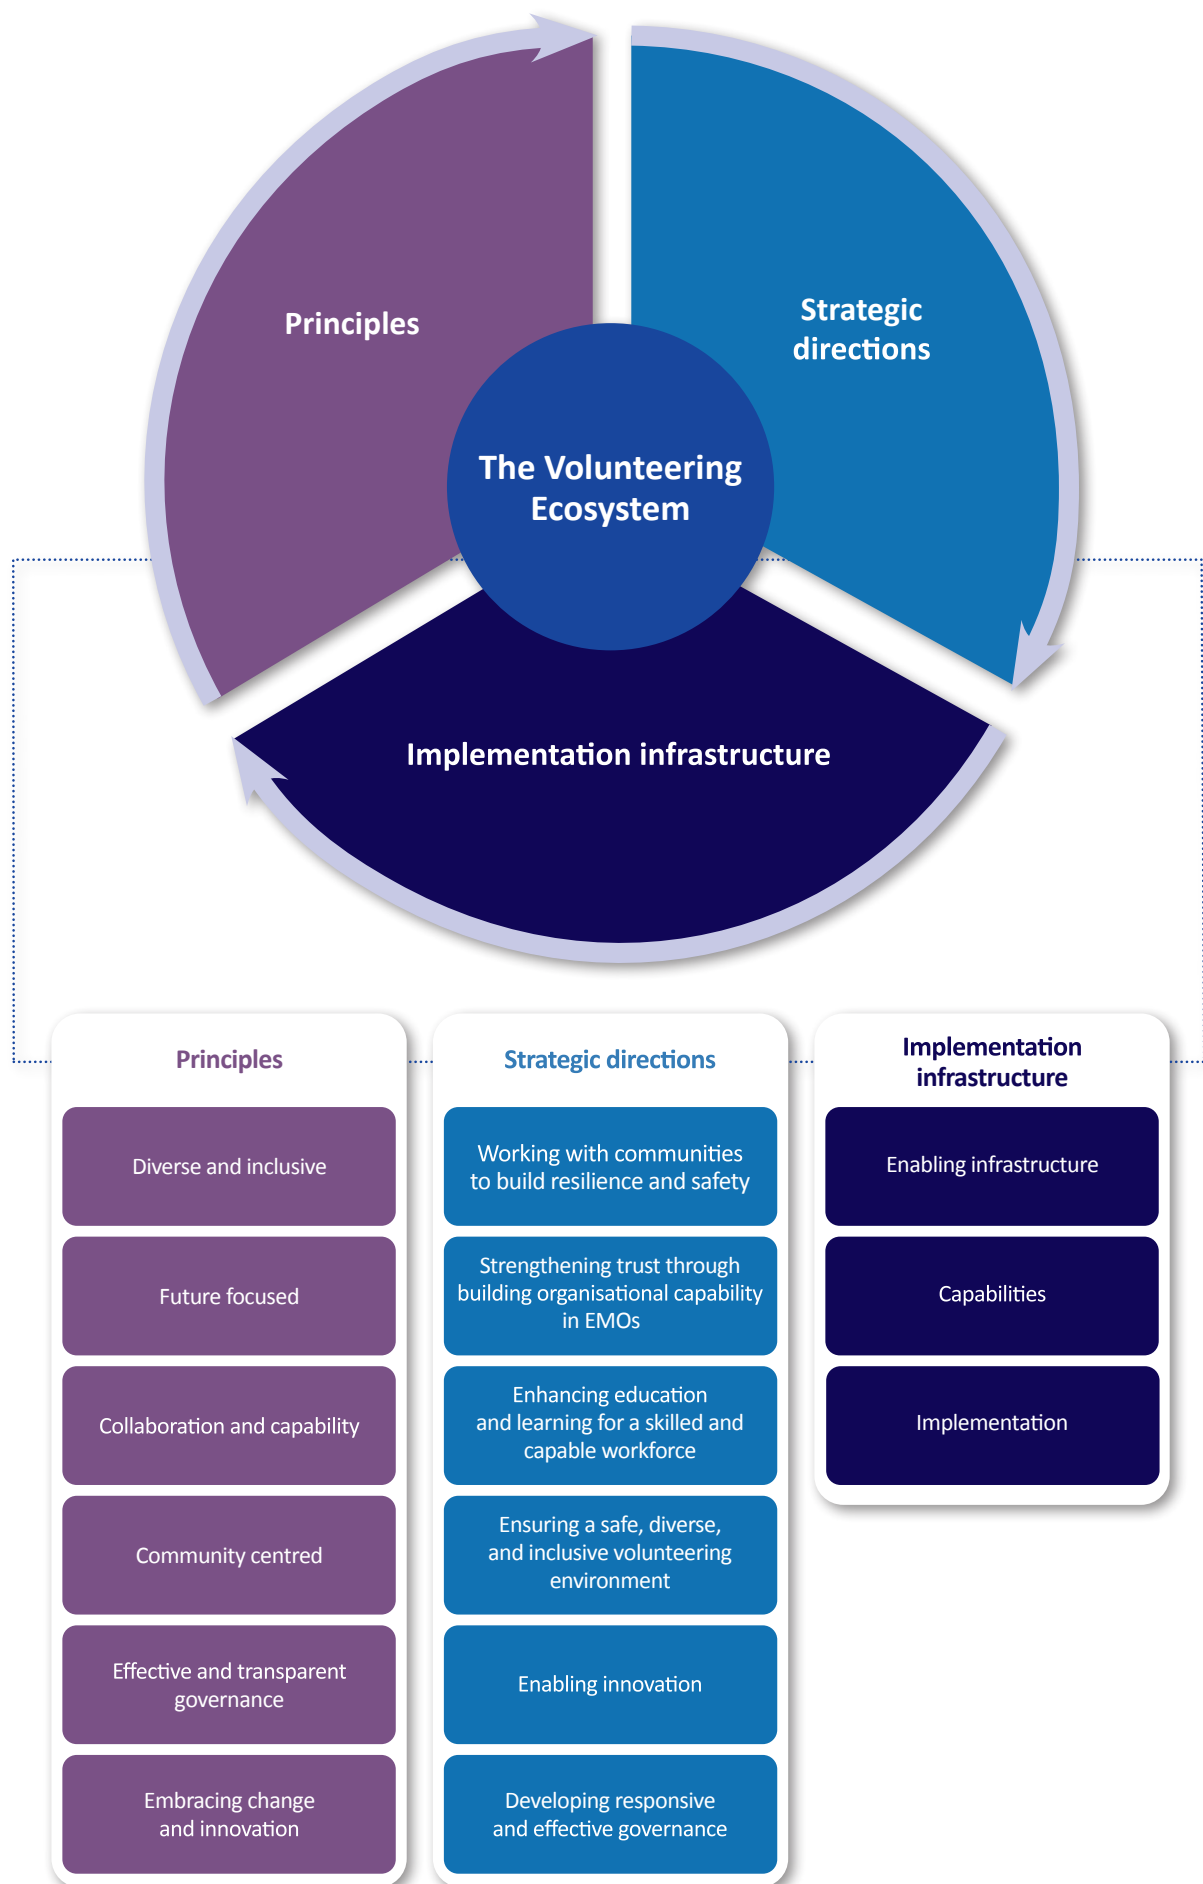 Principles
Strategic
directions
The Volunteering
Ecosystem
Implementation infrastructure
Principles
Diverse and inclusive
Future focused
Collaboration and capability
Community centred
Effective and transparent
governance
Embracing change
and innovation
Strategic directions
Working with communities
to build resilience and safety
Strengthening trust through
building organisational capability
in EMOs
Enhancing education
and learning for a skilled and
capable workforce
Ensuring a safe, diverse,
and inclusive volunteering
environment
Enabling innovation
Developing responsive
and effective governance
Implementation
infrastructure
Enabling infrastructure
Capabilities
Implementation